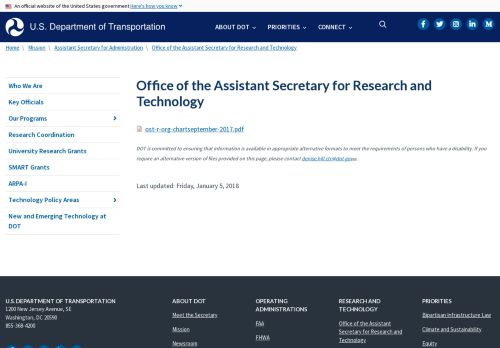 An official website of the United States government Here's how you know
U.S. Department of Transportation
ABOUT DOT PRIORITIES CONNECT
Home \ Mission \ Assistant Secretary for Administration \ Office of the Assistant Secretary for Research and Technology
Who We Are
Key Officials
Our Programs
Research Coordination
University Research Grants
SMART Grants
ARPA-I
Technology Policy Areas
New and Emerging Technology at
DOT
Office of the Assistant Secretary for Research and
Technology
ost-r-org-chartseptember-2017.pdf
DOT is committed to ensuring that information is available in appropriate alternative formats to meet the requirements of persons who have a disability. If you
require an alternative version of files provided on this page, please contact
Last updated: Friday, January 5, 2018
U.S. DEPARTMENT OF TRANSPORTATION
1200 New Jersey Avenue, SE
Washington, DC 20590
855-368-4200
ABOUT DOT
Meet the Secretary
Mission
Newsroom
OPERATING
ADMINISTRATIONS
FAA
FHWA
RESEARCH AND
TECHNOLOGY
Office of the Assistant
Secretary for Research and
Technology
PRIORITIES
Bipartisan Infrastructure Law
Climate and Sustainability
Equity